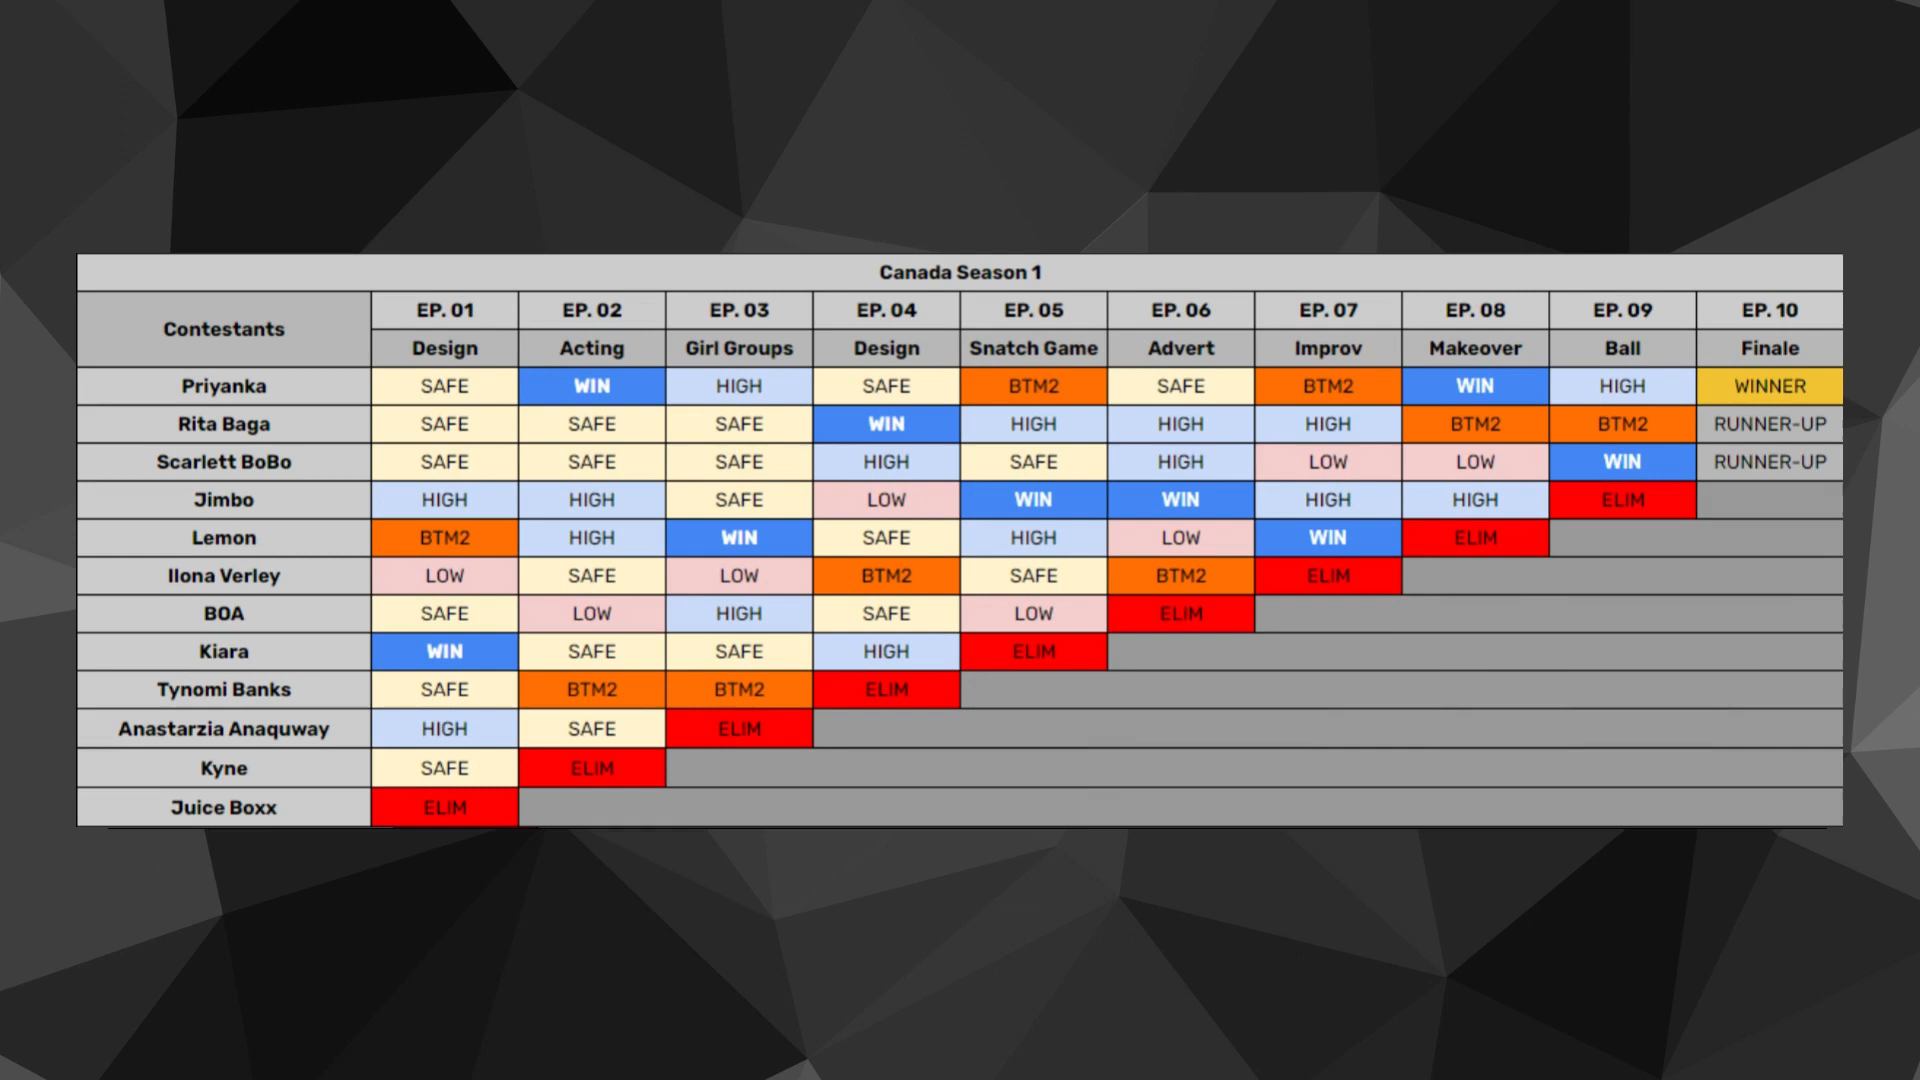 Canada Season 1
Contestants EP. 01 EP. 02 EP. 03 EP. 04 EP. 05 EP. 06 EP. 07 EP. 08 EP. 09 EP. 10
Design Acting Girl Groups Design Snatch Game Advert Improv Makeover Ball Finale
Priyanka SAFE WIN HIGH SAFE BTM2 SAFE BTM2 WIN HIGH WINNER
Rita Baga SAFE SAFE SAFE WIN HIGH HIGH HIGH BTM2 BTM2 RUNNER-UP
Scarlett BoBo SAFE SAFE SAFE HIGH SAFE HIGH LOW LOW WIN RUNNER-UP
Jimbo HIGH HIGH SAFE LOW WIN WIN HIGH HIGH ELIM
Lemon BTM2 HIGH WIN SAFE HIGH LOW WIN ELIM
Ilona Verley LOW SAFE LOW BTM2 SAFE BTM2 ELIM
BOA SAFE LOW HIGH SAFE LOW ELIM
Kiara WIN SAFE SAFE HIGH ELIM
Tynomi Banks SAFE BTM2 BTM2 ELIM
Anastarzia Anaquway HIGH SAFE ELIM
Kyne SAFE ELIM
Juice Boxx ELIM